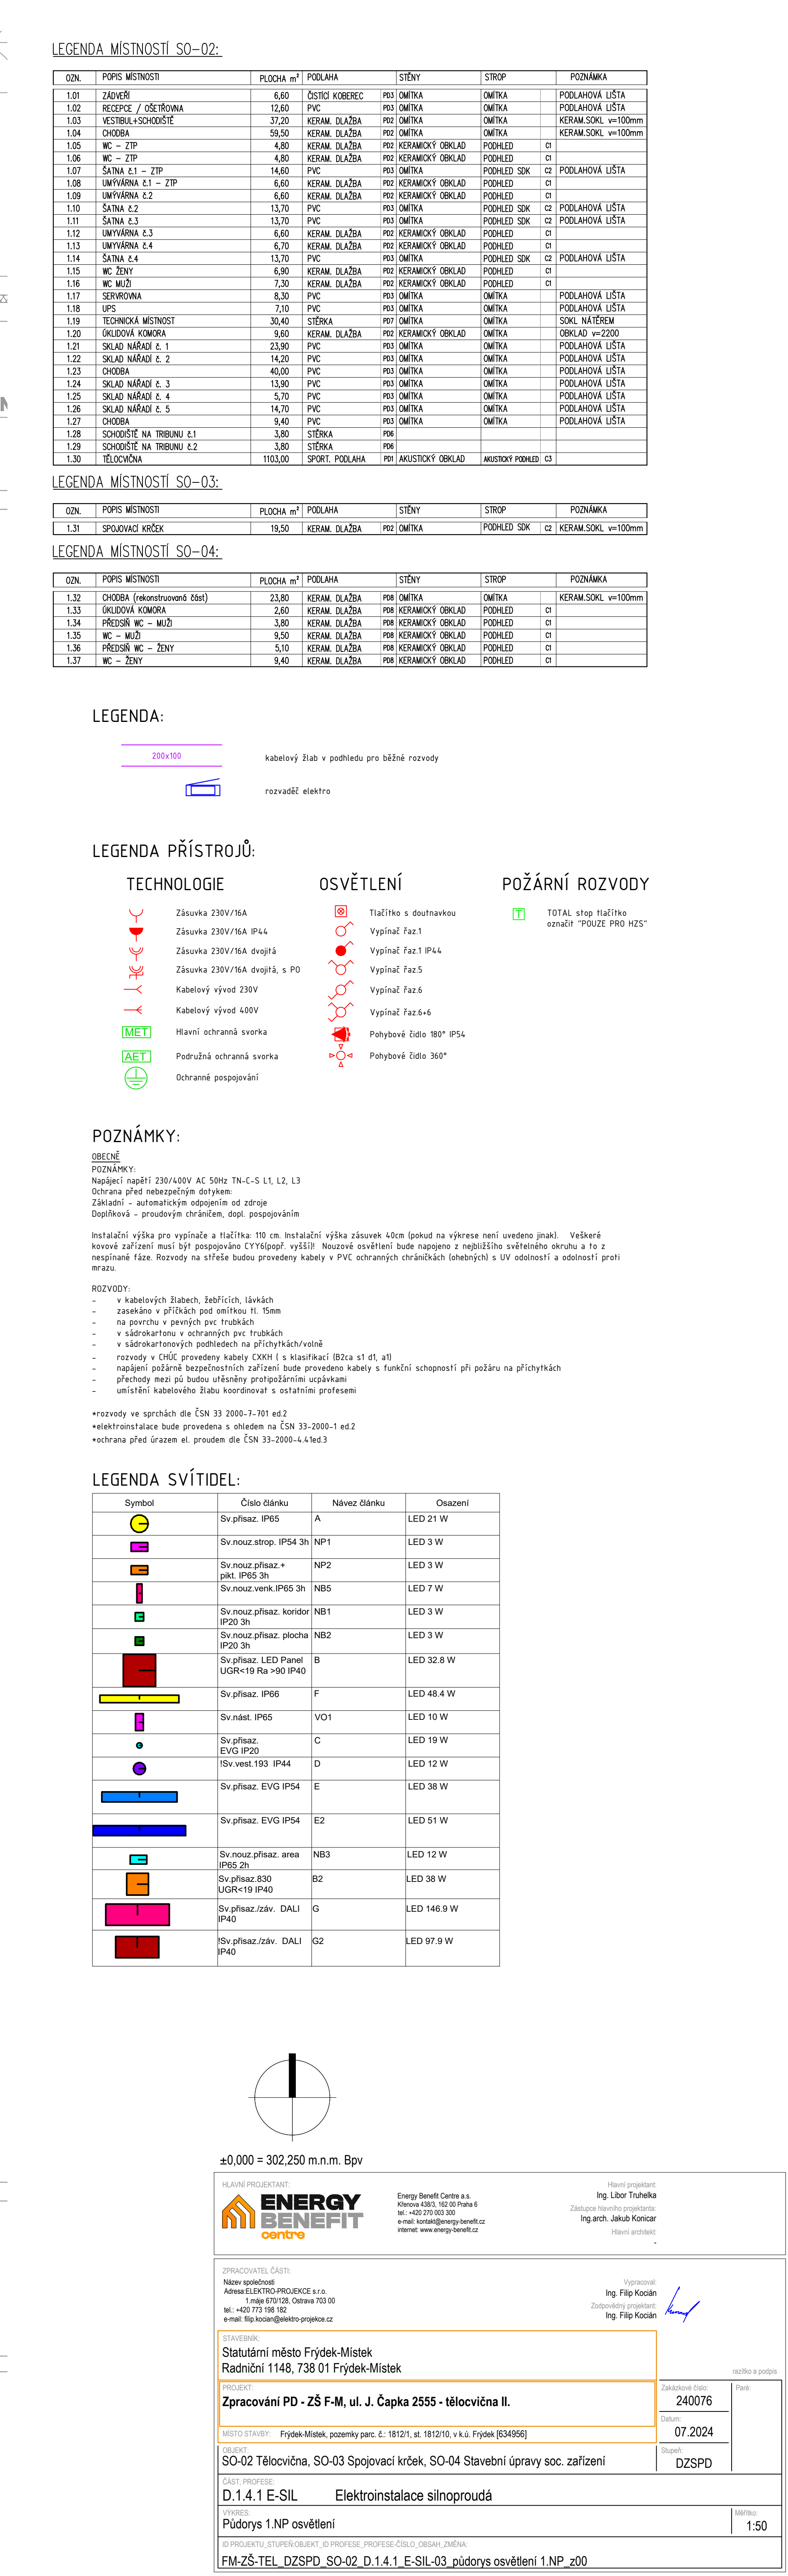 LEGENDA MÍSTNOSTÍ SO-02:
OZN. POPIS MÍSTNOSTI PLOCHA m² PODLAHA STĚNY STROP POZNÁMKA
1.01 ZÁDVEŘÍ 6,60 ČISTÍCÍ KOBEREC PD3 OMÍTKA OMÍTKA PODLAHOVÁ LIŠTA
1.02 RECEPCE / OŠETŘOVNA 12,60 PVC PD3 OMÍTKA OMÍTKA PODLAHOVÁ LIŠTA
1.03 VESTIBUL+SCHODIŠTĚ 37,20 KERAM. DLAŽBA PD2 OMÍTKA OMÍTKA KERAM.SOKL v=100mm
1.04 CHODBA 59,50 KERAM. DLAŽBA PD2 OMÍTKA OMÍTKA KERAM.SOKL v=100mm
1.05 WC - ZTP 4,80 KERAM. DLAŽBA PD2 KERAMICKÝ OBKLAD PODHLED C1
1.06 WC - ZTP 4,80 KERAM. DLAŽBA PD2 KERAMICKÝ OBKLAD PODHLED C1
1.07 ŠATNA č.1 - ZTP 14,60 PVC PD3 OMÍTKA PODHLED SDK C2 PODLAHOVÁ LIŠTA
1.08 UMÝVÁRNA č.1 - ZTP 6,60 KERAM. DLAŽBA PD2 KERAMICKÝ OBKLAD PODHLED C1
1.09 UMÝVÁRNA č.2 6,60 KERAM. DLAŽBA PD2 KERAMICKÝ OBKLAD PODHLED C1
1.10 ŠATNA č.2 13,70 PVC PD3 OMÍTKA PODHLED SDK C2 PODLAHOVÁ LIŠTA
1.11 ŠATNA č.3 13,70 PVC PD3 OMÍTKA PODHLED SDK C2 PODLAHOVÁ LIŠTA
1.12 UMYVÁRNA č.3 6,60 KERAM. DLAŽBA PD2 KERAMICKÝ OBKLAD PODHLED C1
1.13 UMYVÁRNA č.4 6,70 KERAM. DLAŽBA PD2 KERAMICKÝ OBKLAD PODHLED C1
1.14 ŠATNA č.4 13,70 PVC PD3 OMÍTKA PODHLED SDK C2 PODLAHOVÁ LIŠTA
1.15 WC ŽENY 6,90 KERAM. DLAŽBA PD2 KERAMICKÝ OBKLAD PODHLED C1
1.16 WC MUŽI 7,30 KERAM. DLAŽBA PD2 KERAMICKÝ OBKLAD PODHLED C1
1.17 SERVROVNA 8,30 PVC PD3 OMÍTKA OMÍTKA PODLAHOVÁ LIŠTA
1.18 UPS 7,10 PVC PD3 OMÍTKA OMÍTKA PODLAHOVÁ LIŠTA
1.19 TECHNICKÁ MÍSTNOST 30,40 STĚRKA PD7 OMÍTKA OMÍTKA SOKL NÁTĚREM
1.20 ÚKLIDOVÁ KOMORA 9,60 KERAM. DLAŽBA PD2 KERAMICKÝ OBKLAD OMÍTKA OBKLAD v=2200
1.21 SKLAD NÁŘADÍ č. 1 23,90 PVC PD3 OMÍTKA OMÍTKA PODLAHOVÁ LIŠTA
1.22 SKLAD NÁŘADÍ č. 2 14,20 PVC PD3 OMÍTKA OMÍTKA PODLAHOVÁ LIŠTA
1.23 CHODBA 40,00 PVC PD3 OMÍTKA OMÍTKA PODLAHOVÁ LIŠTA
1.24 SKLAD NÁŘADÍ č. 3 13,90 PVC PD3 OMÍTKA OMÍTKA PODLAHOVÁ LIŠTA
1.25 SKLAD NÁŘADÍ č. 4 5,70 PVC PD3 OMÍTKA OMÍTKA PODLAHOVÁ LIŠTA
1.26 SKLAD NÁŘADÍ č. 5 14,70 PVC PD3 OMÍTKA OMÍTKA PODLAHOVÁ LIŠTA
1.27 CHODBA 9,40 PVC PD3 OMÍTKA OMÍTKA PODLAHOVÁ LIŠTA
1.28 SCHODIŠTĚ NA TRIBUNU č.1 3,80 STĚRKA PD6
1.29 SCHODIŠTĚ NA TRIBUNU č.2 3,80 STĚRKA PD6
1.30 TĚLOCVIČNA 1103,00 SPORT. PODLAHA PD1 AKUSTICKÝ OBKLAD AKUSTICKÝ PODHLED C3
LEGENDA MÍSTNOSTÍ SO-03:
OZN. POPIS MÍSTNOSTI PLOCHA m² PODLAHA STĚNY STROP POZNÁMKA
1.31 SPOJOVACÍ KRČEK 19,50 KERAM. DLAŽBA PD2 OMÍTKA PODHLED SDK C2 KERAM.SOKL v=100mm
LEGENDA MÍSTNOSTÍ SO-04:
OZN. POPIS MÍSTNOSTI PLOCHA m² PODLAHA STĚNY STROP POZNÁMKA
1.32 CHODBA (rekonstruovaná část) 23,80 KERAM. DLAŽBA PD8 OMÍTKA OMÍTKA KERAM.SOKL v=100mm
1.33 ÚKLIDOVÁ KOMORA 2,60 KERAM. DLAŽBA PD8 KERAMICKÝ OBKLAD PODHLED C1
1.34 PŘEDSÍŇ WC - MUŽI 3,80 KERAM. DLAŽBA PD8 KERAMICKÝ OBKLAD PODHLED C1
1.35 WC - MUŽI 9,50 KERAM. DLAŽBA PD8 KERAMICKÝ OBKLAD PODHLED C1
1.36 PŘEDSÍŇ WC - ŽENY 5,10 KERAM. DLAŽBA PD8 KERAMICKÝ OBKLAD PODHLED C1
1.37 WC - ŽENY 9,40 KERAM. DLAŽBA PD8 KERAMICKÝ OBKLAD PODHLED C1
LEGENDA:
200x100 kabelový žlab v podhledu pro běžné rozvody
rozvaděč elektro
LEGENDA PŘÍSTROJŮ:
TECHNOLOGIE
Zásuvka 230V/16A
Zásuvka 230V/16A IP44
Zásuvka 230V/16A dvojitá
Zásuvka 230V/16A dvojitá, s PO
Kabelový vývod 230V
Kabelový vývod 400V
MET Hlavní ochranná svorka
AET Podružná ochranná svorka
Ochranné pospojování
OSVĚTLENÍ
Tlačítko s doutnavkou
Vypínač řaz.1
Vypínač řaz.1 IP44
Vypínač řaz.5
Vypínač řaz.6
Vypínač řaz.6+6
Pohybové čidlo 180° IP54
Pohybové čidlo 360°
POŽÁRNÍ ROZVODY
T TOTAL stop tlačítko
označit "POUZE PRO HZS"
POZNÁMKY:
OBECNĚ
POZNÁMKY:
Napájecí napětí 230/400V AC 50Hz TN-C-S L1, L2, L3
Ochrana před nebezpečným dotykem:
Základní - automatickým odpojením od zdroje
Doplňková - proudovým chráničem, dopl. pospojováním
Instalační výška pro vypínače a tlačítka: 110 cm. Instalační výška zásuvek 40cm (pokud na výkrese není uvedeno jinak). Veškeré
kovové zařízení musí být pospojováno CYY6(popř. vyšší)! Nouzové osvětlení bude napojeno z nejbližšího světelného okruhu a to z
nespínané fáze. Rozvody na střeše budou provedeny kabely v PVC ochranných chráničkách (ohebných) s UV odolností a odolností proti
mrazu.
ROZVODY:
- v kabelových žlabech, žebřících, lávkách
- zasekáno v příčkách pod omítkou tl. 15mm
- na povrchu v pevných pvc trubkách
- v sádrokartonu v ochranných pvc trubkách
- v sádrokartonových podhledech na příchytkách/volně
- rozvody v CHÚC provedeny kabely CXKH ( s klasifikací (B2ca s1 d1, a1)
- napájení požárně bezpečnostních zařízení bude provedeno kabely s funkční schopností při požáru na příchytkách
- přechody mezi pú budou utěsněny protipožárními ucpávkami
- umístění kabelového žlabu koordinovat s ostatními profesemi
*rozvody ve sprchách dle ČSN 33 2000-7-701 ed.2
*elektroinstalace bude provedena s ohledem na ČSN 33-2000-1 ed.2
*ochrana před úrazem el. proudem dle ČSN 33-2000-4.41ed.3
LEGENDA SVÍTIDEL:
Symbol Číslo článku Návez článku Osazení
Sv.přisaz. IP65 A LED 21 W
Sv.nouz.strop. IP54 3h NP1 LED 3 W
Sv.nouz.přisaz.+ NP2 LED 3 W
pikt. IP65 3h
Sv.nouz.venk.IP65 3h NB5 LED 7 W
Sv.nouz.přisaz. koridor NB1 LED 3 W
IP20 3h
Sv.nouz.přisaz. plocha NB2 LED 3 W
IP20 3h
Sv.přisaz. LED Panel B LED 32.8 W
UGR<19 Ra >90 IP40
Sv.přisaz. IP66 F LED 48.4 W
Sv.nást. IP65 VO1 LED 10 W
Sv.přisaz. C LED 19 W
EVG IP20
!Sv.vest.193 IP44 D LED 12 W
Sv.přisaz. EVG IP54 E LED 38 W
Sv.přisaz. EVG IP54 E2 LED 51 W
Sv.nouz.přisaz. area NB3 LED 12 W
IP65 2h
Sv.přisaz.830 B2 LED 38 W
UGR<19 IP40
Sv.přisaz./záv. DALI G LED 146.9 W
IP40
!Sv.přisaz./záv. DALI G2 LED 97.9 W
IP40
±0,000 = 302,250 m.n.m. Bpv
HLAVNÍ PROJEKTANT:
ENERGY
BENEFIT
centre
Energy Benefit Centre a.s.
Křenova 438/3, 162 00 Praha 6
tel.: +420 270 003 300
e-mail: kontakt@energy-benefit.cz
internet: www.energy-benefit.cz
Hlavní projektant:
Ing. Libor Truhelka
Zástupce hlavního projektanta:
Ing.arch. Jakub Konicar
Hlavní architekt:
-
ZPRACOVATEL ČÁSTI:
Název společnosti
Adresa:ELEKTRO-PROJEKCE s.r.o.
1.máje 670/128, Ostrava 703 00
tel.: +420 773 198 182
e-mail: filip.kocian@elektro-projekce.cz
Vypracoval:
Ing. Filip Kocián
Zodpovědný projektant:
Ing. Filip Kocián
razítko a podpis
STAVEBNÍK:
Statutární město Frýdek-Místek
Radniční 1148, 738 01 Frýdek-Místek
PROJEKT:
Zpracování PD - ZŠ F-M, ul. J. Čapka 2555 - tělocvična II.
MÍSTO STAVBY: Frýdek-Místek, pozemky parc. č.: 1812/1, st. 1812/10, v k.ú. Frýdek [634956]
Zakázkové číslo:
240076
Paré:
Datum:
07.2024
OBJEKT:
SO-02 Tělocvična, SO-03 Spojovací krček, SO-04 Stavební úpravy soc. zařízení
Stupeň:
DZSPD
ČÁST, PROFESE:
D.1.4.1 E-SIL Elektroinstalace silnoproudá
VÝKRES:
Půdorys 1.NP osvětlení
Měřítko:
1:50
ID PROJEKTU_STUPEŇ:OBJEKT_ID PROFESE_PROFESE-ČÍSLO_OBSAH_ZMĚNA:
FM-ZŠ-TEL_DZSPD_SO-02_D.1.4.1_E-SIL-03_půdorys osvětlení 1.NP_z00